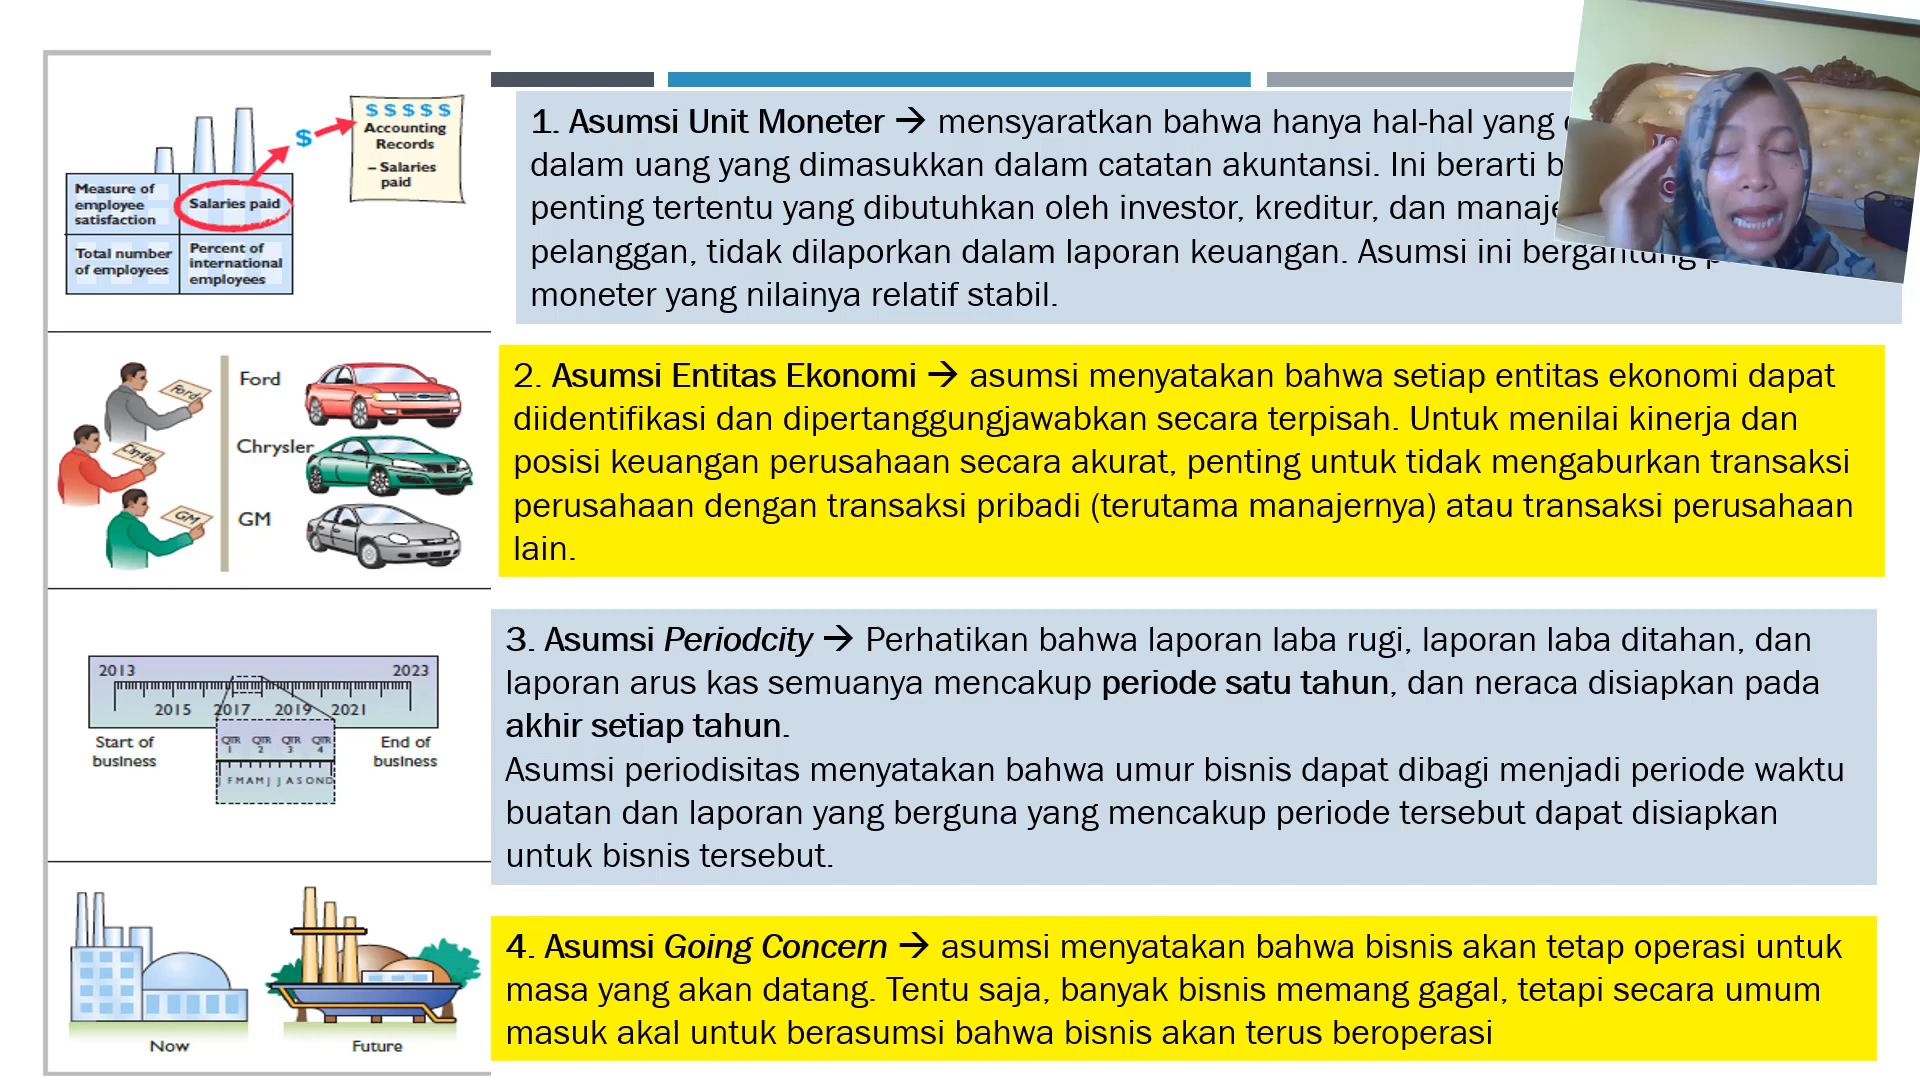 $ $ $ $ $
Accounting
Records
– Salaries
paid
$
Measure of
employee
satisfaction
Salaries paid
Total number
of employees
Percent of
international
employees
1. Asumsi Unit Moneter → mensyaratkan bahwa hanya hal-hal yang
dalam uang yang dimasukkan dalam catatan akuntansi. Ini berarti
penting tertentu yang dibutuhkan oleh investor, kreditur, dan
pelanggan, tidak dilaporkan dalam laporan keuangan. Asumsi ini bergantung
moneter yang nilainya relatif stabil.
Ford
Ford
Chrysler
Chrysler
GM
GM
2. Asumsi Entitas Ekonomi → asumsi menyatakan bahwa setiap entitas ekonomi dapat
diidentifikasi dan dipertanggungjawabkan secara terpisah. Untuk menilai kinerja dan
posisi keuangan perusahaan secara akurat, penting untuk tidak mengaburkan transaksi
perusahaan dengan transaksi pribadi (terutama manajernya) atau transaksi perusahaan
lain.
2013 2023
2015 2017 2019 2021
Start of
business
QTR 1 QTR 2 QTR 3 QTR 4
J F M A M J J A S O N D
End of
business
3. Asumsi Periodcity → Perhatikan bahwa laporan laba rugi, laporan laba ditahan, dan
laporan arus kas semuanya mencakup periode satu tahun, dan neraca disiapkan pada
akhir setiap tahun.
Asumsi periodisitas menyatakan bahwa umur bisnis dapat dibagi menjadi periode waktu
buatan dan laporan yang berguna yang mencakup periode tersebut dapat disiapkan
untuk bisnis tersebut.
Now
Future
4. Asumsi Going Concern → asumsi menyatakan bahwa bisnis akan tetap operasi untuk
masa yang akan datang. Tentu saja, banyak bisnis memang gagal, tetapi secara umum
masuk akal untuk berasumsi bahwa bisnis akan terus beroperasi